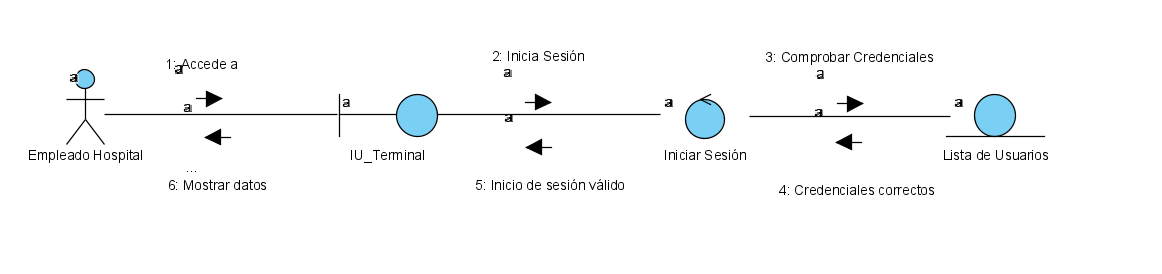 1: Accede a
a
2: Inicia Sesión
a
3: Comprobar Credenciales
a
a
a
a
a
a
a
a
Empleado Hospital
IU_Terminal
Iniciar Sesión
Lista de Usuarios
...
6: Mostrar datos
5: Inicio de sesión válido
4: Credenciales correctos